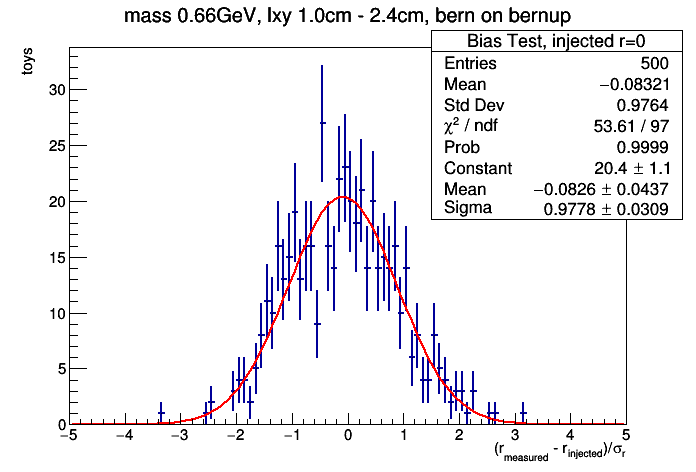 mass 0.66GeV, lxy 1.0cm - 2.4cm, bern on bernup
Bias Test, injected r=0
Entries 500
Mean −0.08321
Std Dev 0.9764
χ² / ndf 53.61 / 97
Prob 0.9999
Constant 20.4 ± 1.1
Mean −0.0826 ± 0.0437
Sigma 0.9778 ± 0.0309
toys
30
25
20
15
10
5
0
−5 −4 −3 −2 −1 0 1 2 3 4 5
(r_measured - r_injected)/σ_r